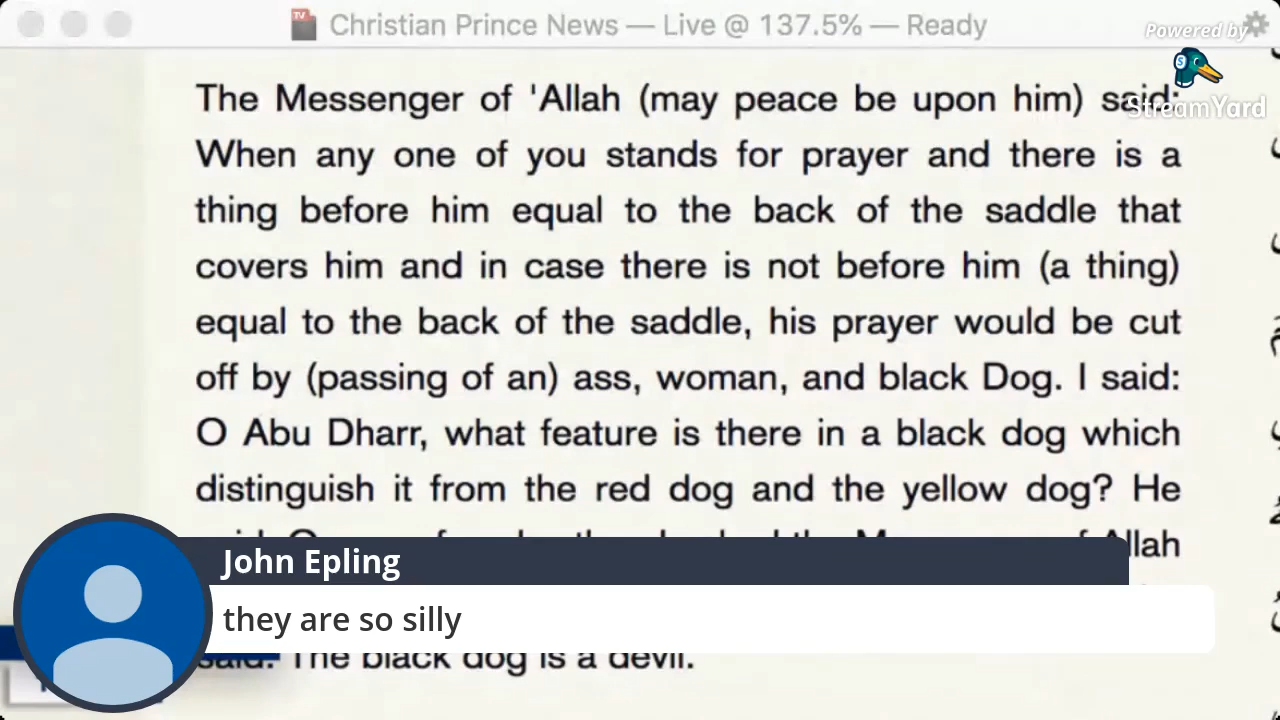 Christian Prince News — Live @ 137.5% — Ready
Powered by
StreamYard
The Messenger of 'Allah (may peace be upon him) said:
When any one of you stands for prayer and there is a
thing before him equal to the back of the saddle that
covers him and in case there is not before him (a thing)
equal to the back of the saddle, his prayer would be cut
off by (passing of an) ass, woman, and black Dog. I said:
O Abu Dharr, what feature is there in a black dog which
distinguish it from the red dog and the yellow dog? He
Allah
John Epling
they are so silly
said: The black dog is a devil.